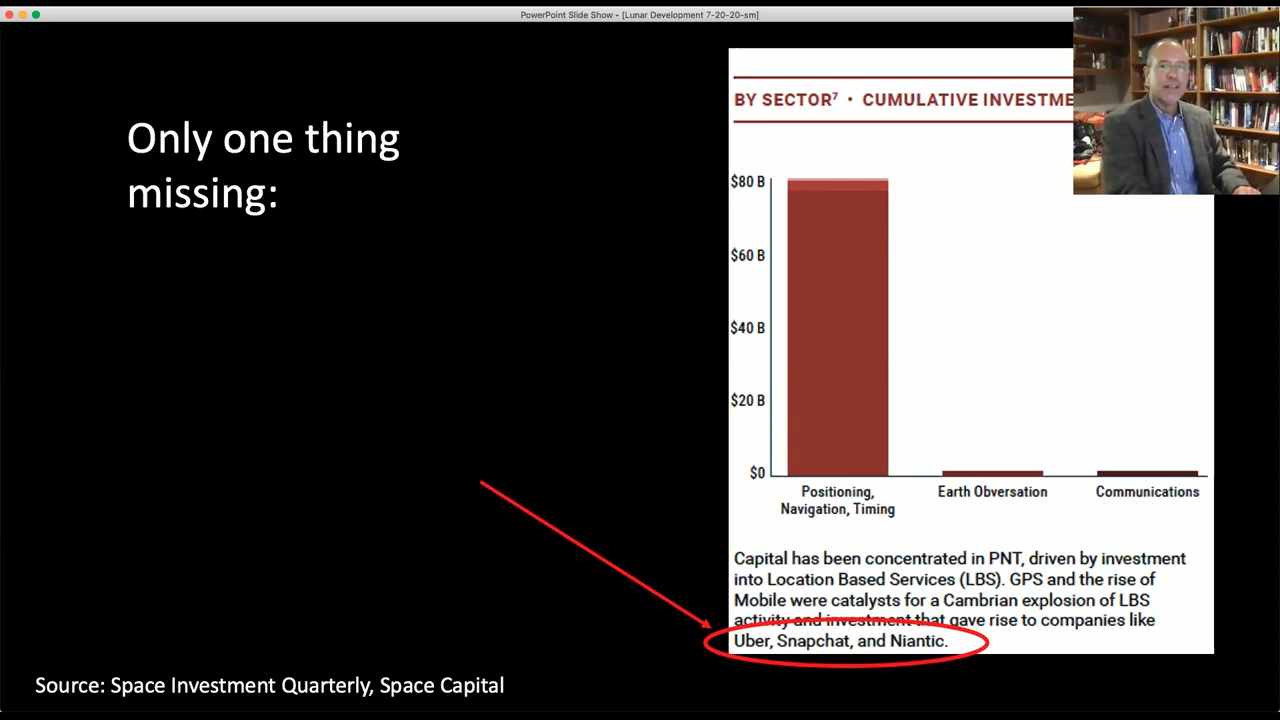 PowerPoint Slide Show - [Lunar Development 7-20-20-sm]
Only one thing
missing:
BY SECTOR⁷ • CUMULATIVE INVESTME
$80 B
$60 B
$40 B
$20 B
$0
Positioning,
Navigation, Timing
Earth Obversation
Communications
Capital has been concentrated in PNT, driven by investment
into Location Based Services (LBS). GPS and the rise of
Mobile were catalysts for a Cambrian explosion of LBS
activity and investment that gave rise to companies like
Uber, Snapchat, and Niantic.
Source: Space Investment Quarterly, Space Capital